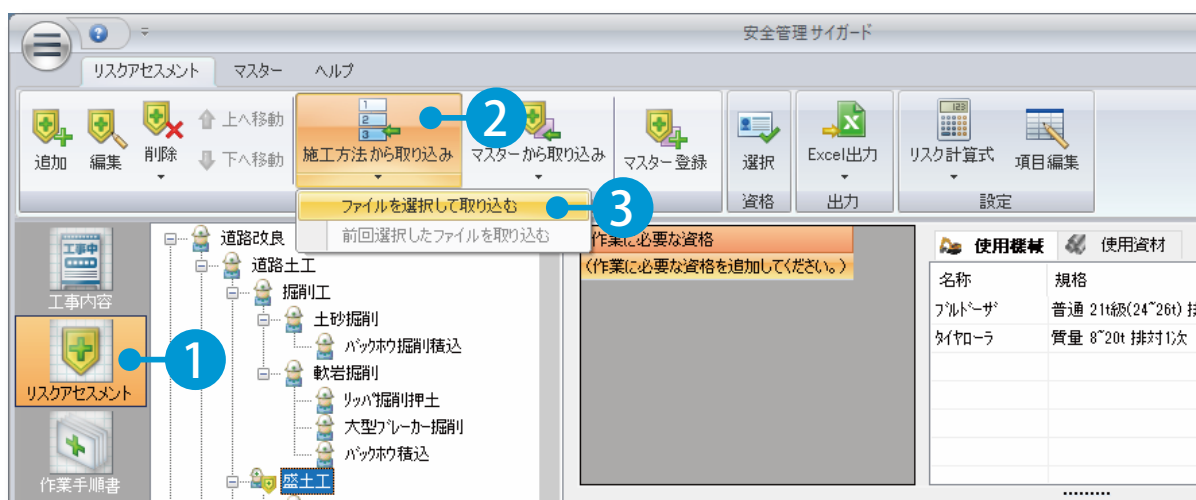 安全管理 サイガード
リスクアセスメント マスター ヘルプ
追加 編集 削除 上へ移動 下へ移動
施工方法から取り込み 2 マスターから取り込み マスター登録 選択 Excel出力 リスク計算式 項目編集
資格 出力 設定
ファイルを選択して取り込む 3
前回選択したファイルを取り込む
工事中
工事内容
リスクアセスメント 1
作業手順書
道路改良
道路土工
掘削工
土砂掘削
バックホウ掘削積込
軟岩掘削
リッパ掘削押土
大型ブレーカー掘削
バックホウ積込
盛土工
作業に必要な資格
(作業に必要な資格を追加してください。)
使用機械 使用資材
名称 規格
ブルドーザ 普通 21t級(24~26t)
タイヤローラ 質量 8~20t 排対1次